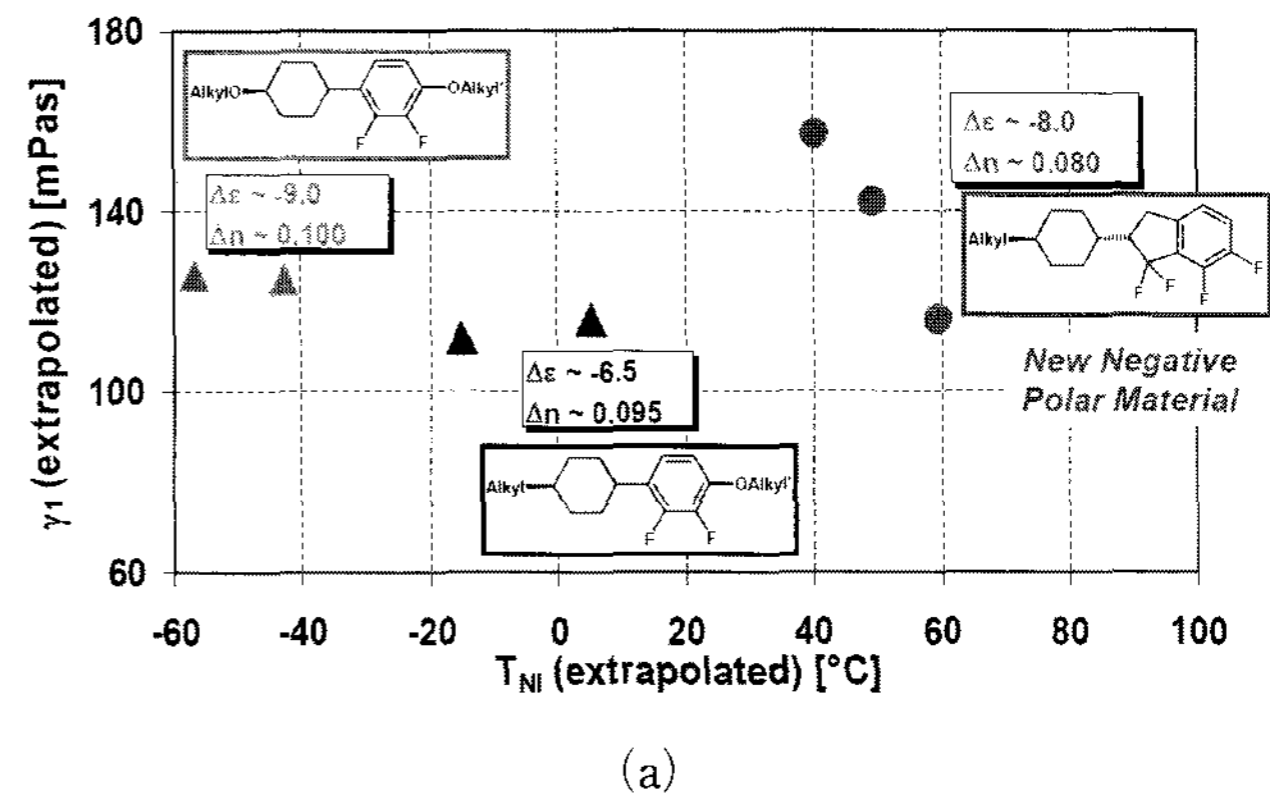 180
140
100
60
γ1 (extrapolated) [mPas]
AlkylO
OAlkyl'
F F
Δε ~ -9.0
Δn ~ 0.100
Δε ~ -8.0
Δn ~ 0.080
Alkyl
F F F F
New Negative
Polar Material
Δε ~ -6.5
Δn ~ 0.095
Alkyl
OAlkyl'
F F
-60 -40 -20 0 20 40 60 80 100
TNI (extrapolated) [°C]
(a)